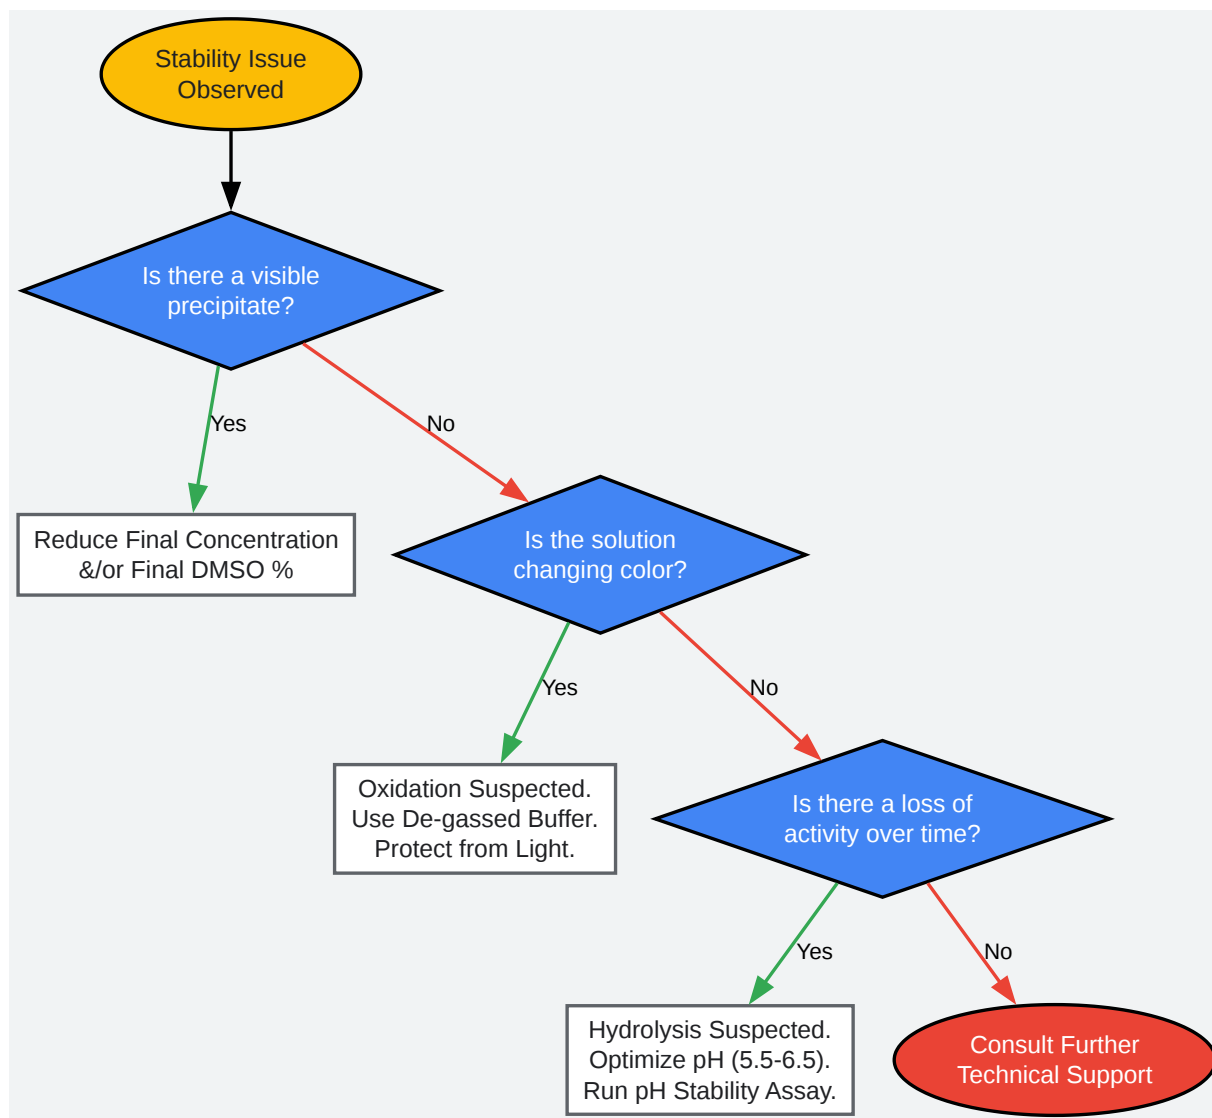 Stability Issue
Observed
Is there a visible
precipitate?
Yes
No
Reduce Final Concentration
&/or Final DMSO %
Is the solution
changing color?
Yes
No
Oxidation Suspected.
Use De-gassed Buffer.
Protect from Light.
Is there a loss of
activity over time?
Yes
No
Hydrolysis Suspected.
Optimize pH (5.5-6.5).
Run pH Stability Assay.
Consult Further
Technical Support